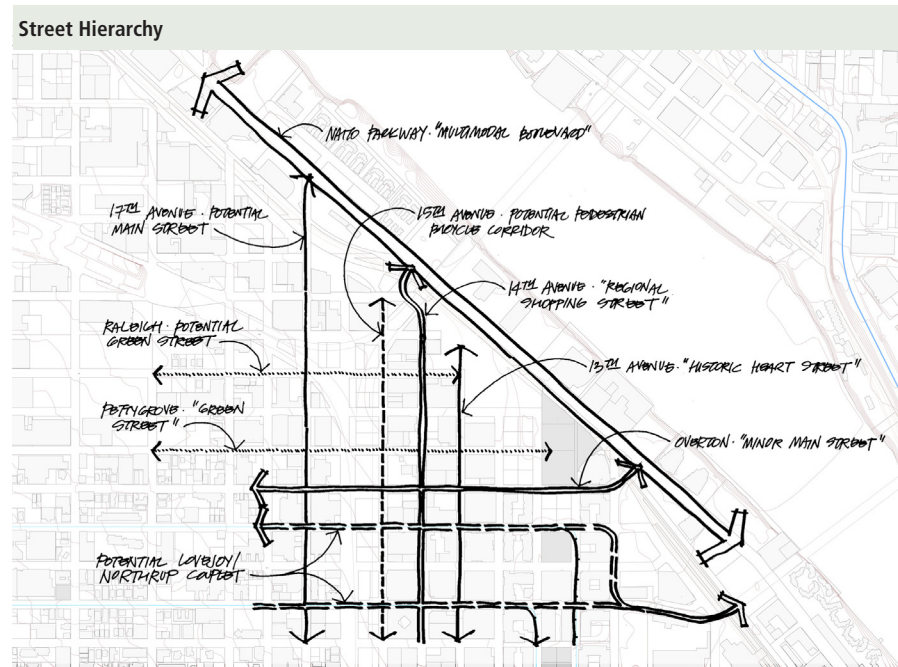 Street Hierarchy
NAITO PARKWAY · "MULTIMODAL BOULEVARD"
17TH AVENUE · POTENTIAL
MAIN STREET
15TH AVENUE · POTENTIAL PEDESTRIAN
BICYCLE CORRIDOR
14TH AVENUE · "REGIONAL
SHOPPING STREET"
RALEIGH · POTENTIAL
GREEN STREET
13TH AVENUE · "HISTORIC HEART STREET"
PETTYGROVE · "GREEN
STREET"
OVERTON · "MINOR MAIN STREET"
POTENTIAL LOVEJOY/
NORTHRUP COUPLET